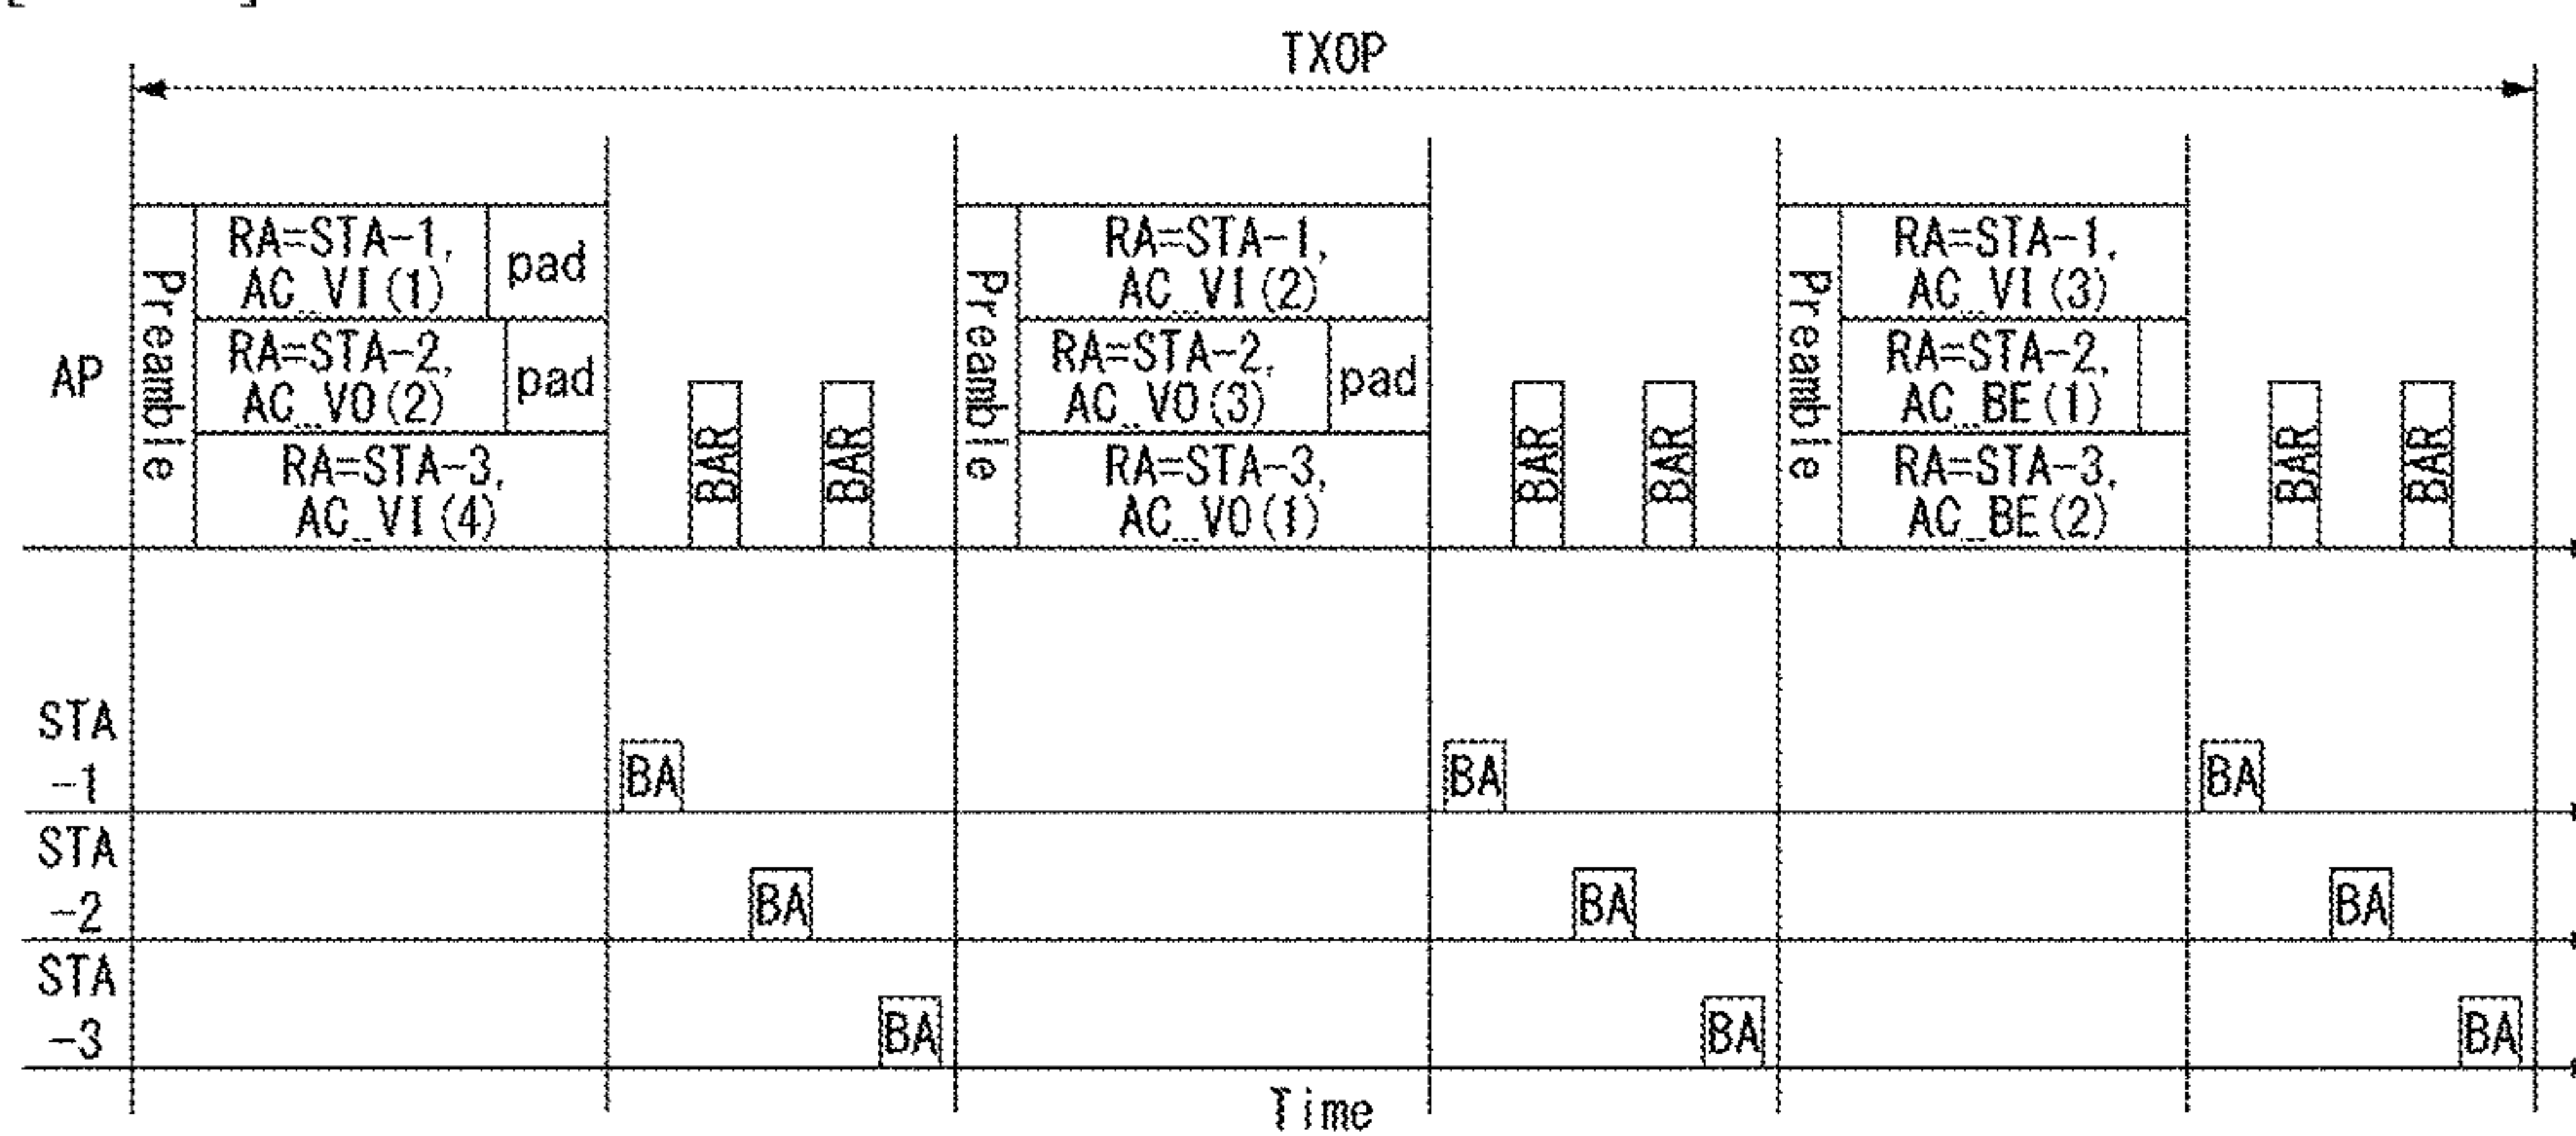 TXOP
AP
Preamble
RA=STA-1,
AC_VI(1)
pad
RA=STA-2,
AC_VO(2)
pad
RA=STA-3,
AC_VI(4)
BAR
BAR
Preamble
RA=STA-1,
AC_VI(2)
RA=STA-2,
AC_VO(3)
pad
RA=STA-3,
AC_VO(1)
BAR
BAR
Preamble
RA=STA-1,
AC_VI(3)
RA=STA-2,
AC_BE(1)
RA=STA-3,
AC_BE(2)
BAR
BAR
STA
-1
BA
BA
BA
STA
-2
BA
BA
BA
STA
-3
BA
BA
BA
Time